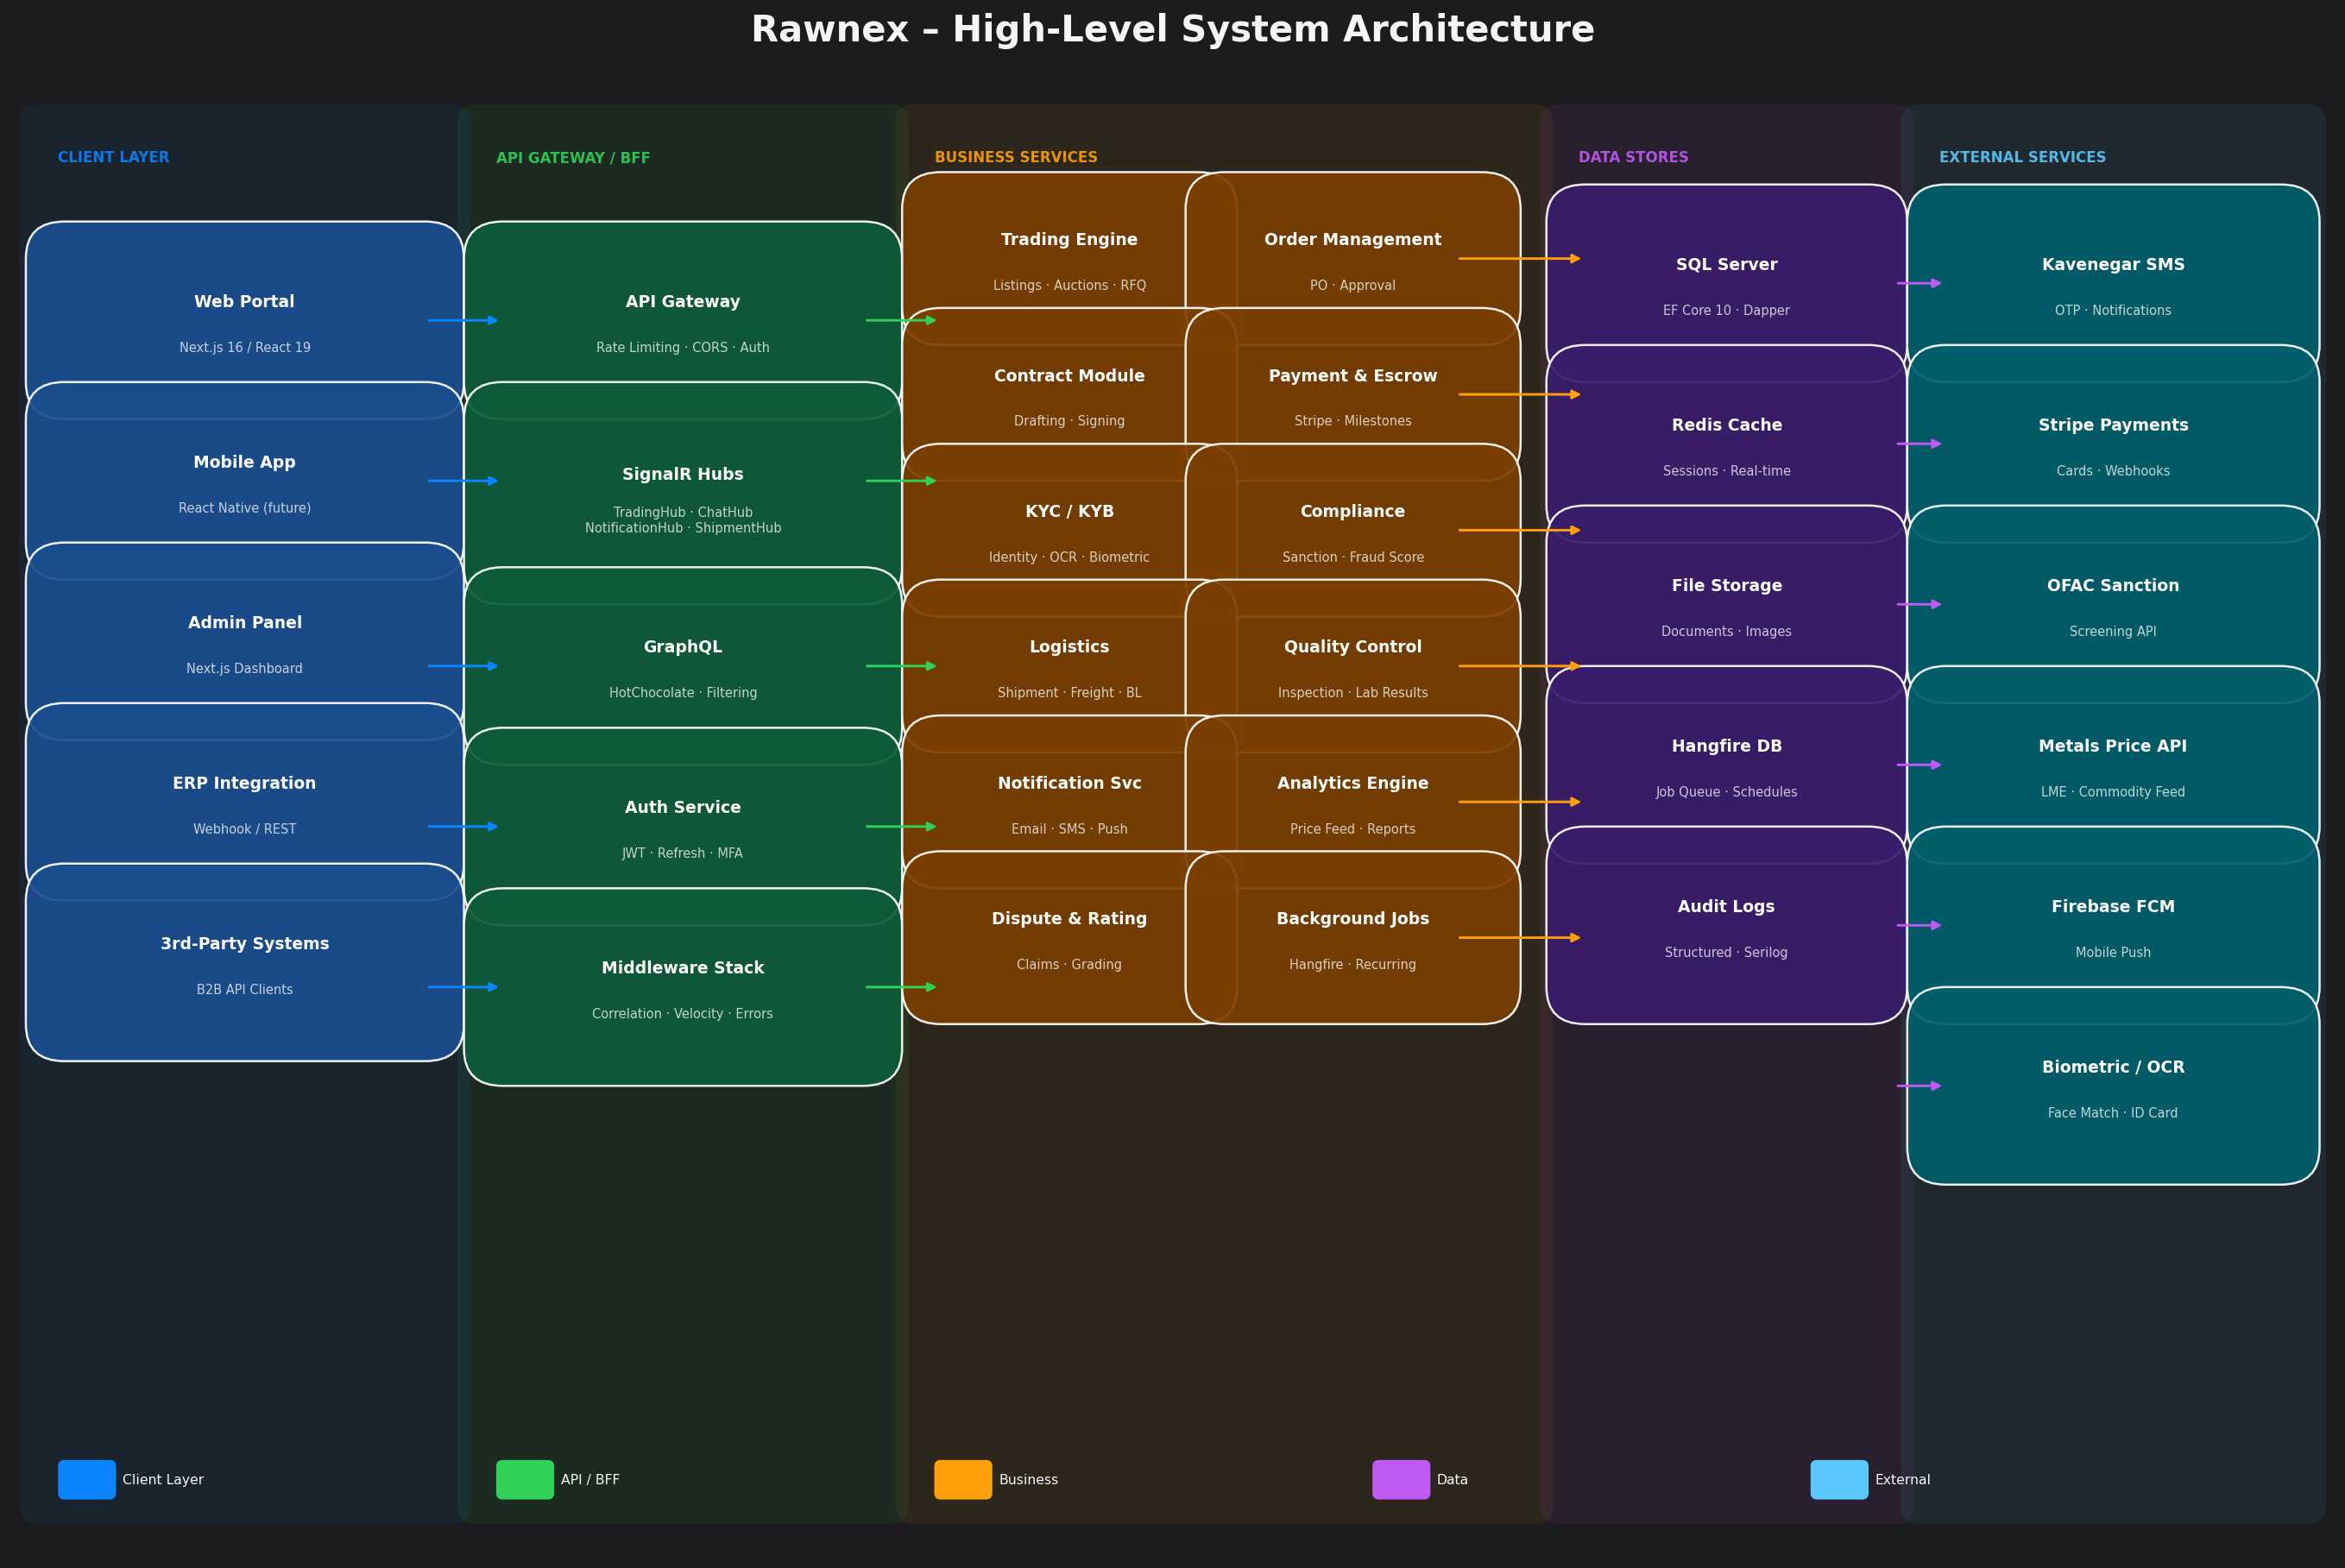 Rawnex – High-Level System Architecture
CLIENT LAYER
Web Portal
Next.js 16 / React 19
Mobile App
React Native (future)
Admin Panel
Next.js Dashboard
ERP Integration
Webhook / REST
3rd-Party Systems
B2B API Clients
API GATEWAY / BFF
API Gateway
Rate Limiting · CORS · Auth
SignalR Hubs
TradingHub · ChatHub
NotificationHub · ShipmentHub
GraphQL
HotChocolate · Filtering
Auth Service
JWT · Refresh · MFA
Middleware Stack
Correlation · Velocity · Errors
BUSINESS SERVICES
Trading Engine
Listings · Auctions · RFQ
Order Management
PO · Approval
Contract Module
Drafting · Signing
Payment & Escrow
Stripe · Milestones
KYC / KYB
Identity · OCR · Biometric
Compliance
Sanction · Fraud Score
Logistics
Shipment · Freight · BL
Quality Control
Inspection · Lab Results
Notification Svc
Email · SMS · Push
Analytics Engine
Price Feed · Reports
Dispute & Rating
Claims · Grading
Background Jobs
Hangfire · Recurring
DATA STORES
SQL Server
EF Core 10 · Dapper
Redis Cache
Sessions · Real-time
File Storage
Documents · Images
Hangfire DB
Job Queue · Schedules
Audit Logs
Structured · Serilog
EXTERNAL SERVICES
Kavenegar SMS
OTP · Notifications
Stripe Payments
Cards · Webhooks
OFAC Sanction
Screening API
Metals Price API
LME · Commodity Feed
Firebase FCM
Mobile Push
Biometric / OCR
Face Match · ID Card
Client Layer
API / BFF
Business
Data
External